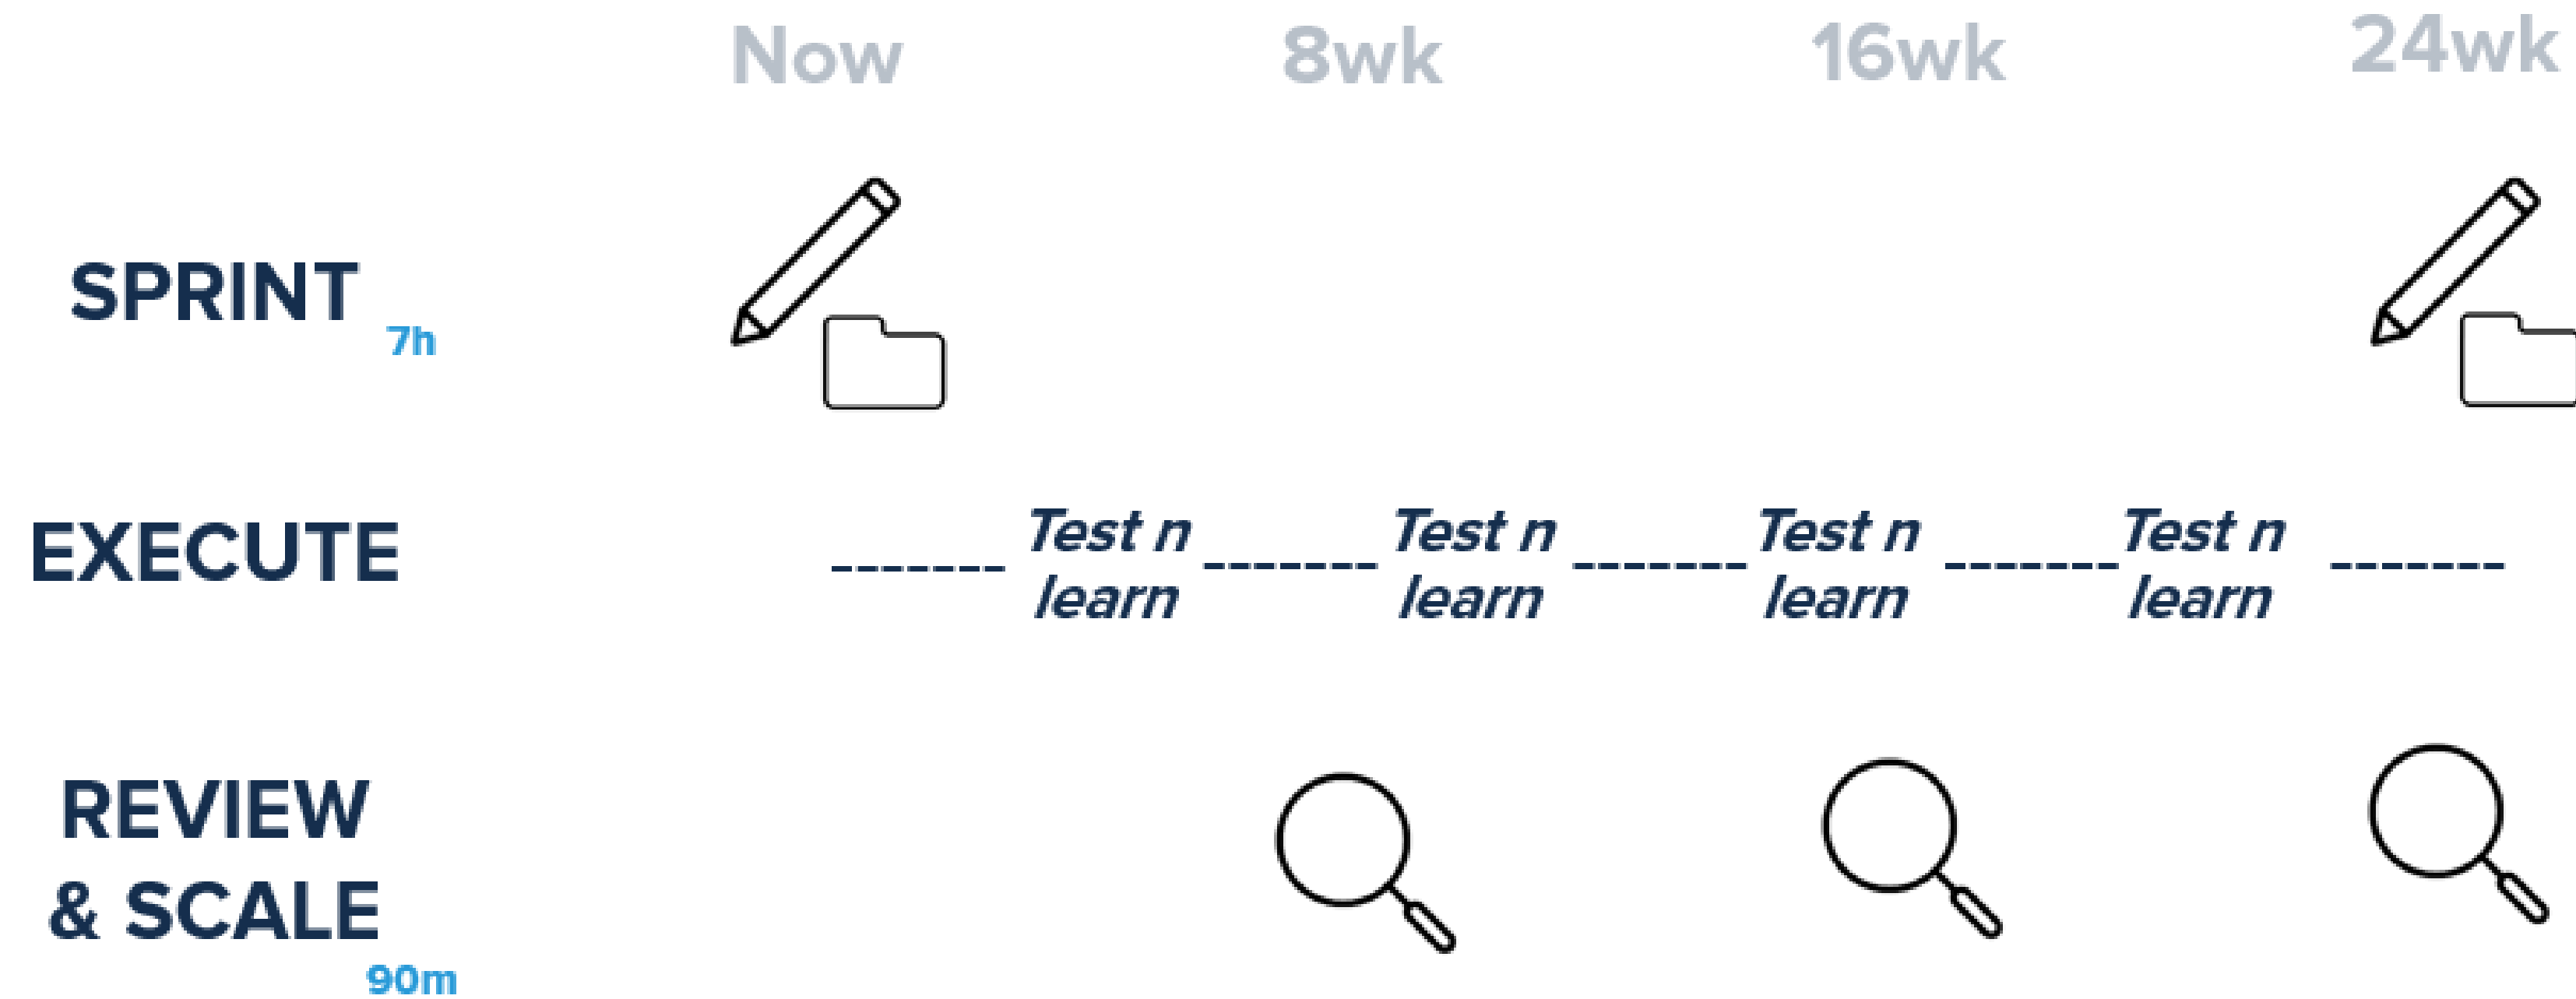 Now 8wk 16wk 24wk
SPRINT
7h
EXECUTE
Test n Test n Test n Test n
learn learn learn learn
REVIEW
& SCALE
90m